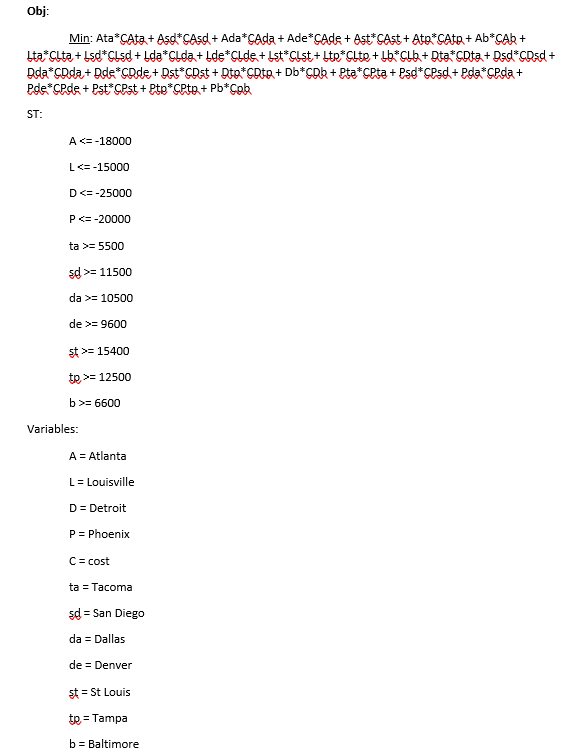 Obj:
Min: Ata*CAta + Asd*CAsd + Ada*CAda + Ade*CAde + Ast*CAst + Atp*CAtp + Ab*CAb +
Lta*CLta + Lsd*CLsd + Lda*CLda + Lde*CLde + Lst*CLst + Ltp*CLtp + Lb*CLb + Dta*CDta + Dsd*CDsd +
Dda*CDda + Dde*CDde + Dst*CDst + Dtp*CDtp + Db*CDb + Pta*CPta + Psd*CPsd + Pda*CPda +
Pde*CPde + Pst*CPst + Ptp*CPtp + Pb*Cpb
ST:
A <= -18000
L <= -15000
D <= -25000
P <= -20000
ta >= 5500
sd >= 11500
da >= 10500
de >= 9600
st >= 15400
tp >= 12500
b >= 6600
Variables:
A = Atlanta
L = Louisville
D = Detroit
P = Phoenix
C = cost
ta = Tacoma
sd = San Diego
da = Dallas
de = Denver
st = St Louis
tp = Tampa
b = Baltimore